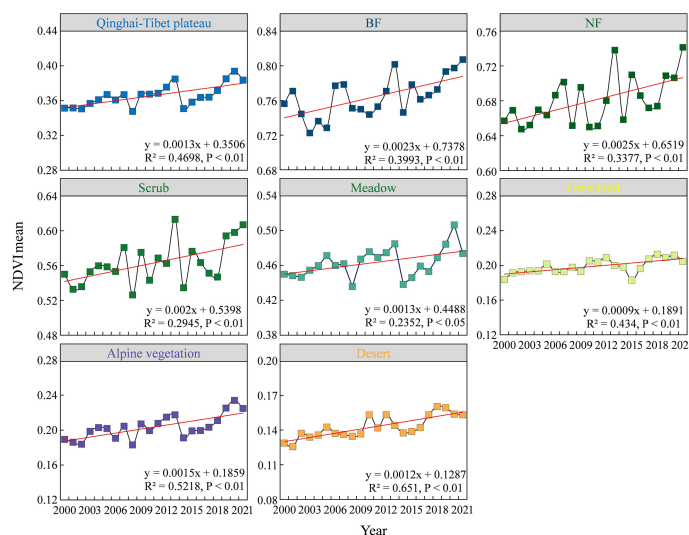 Qinghai-Tibet plateau
BF
NF
0.44
0.40
0.36
0.32
0.28
y = 0.0013x + 0.3506
R² = 0.4698, P < 0.01
0.84
0.80
0.76
0.72
0.68
y = 0.0023x + 0.7378
R² = 0.3993, P < 0.01
0.76
0.72
0.68
0.64
0.60
y = 0.0025x + 0.6519
R² = 0.3377, P < 0.01
Scrub
Meadow
Grassland
NDVImean
0.64
0.60
0.56
0.52
0.48
y = 0.002x + 0.5398
R² = 0.2945, P < 0.01
0.54
0.50
0.46
0.42
0.38
y = 0.0013x + 0.4488
R² = 0.2352, P < 0.05
0.28
0.24
0.20
0.16
0.12
y = 0.0009x + 0.1891
R² = 0.434, P < 0.01
2000 2003 2006 2009 2012 2015 2018 2021
Alpine vegetation
Desert
0.28
0.24
0.20
0.16
0.12
y = 0.0015x + 0.1859
R² = 0.5218, P < 0.01
2000 2003 2006 2009 2012 2015 2018 2021
0.20
0.17
0.14
0.11
0.08
y = 0.0012x + 0.1287
R² = 0.651, P < 0.01
2000 2003 2006 2009 2012 2015 2018 2021
Year